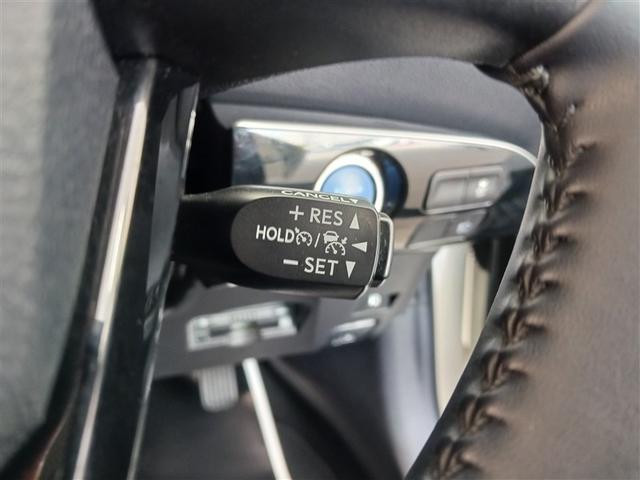 CANCEL▼
+ RES ▲
HOLD / ◀
− SET ▼